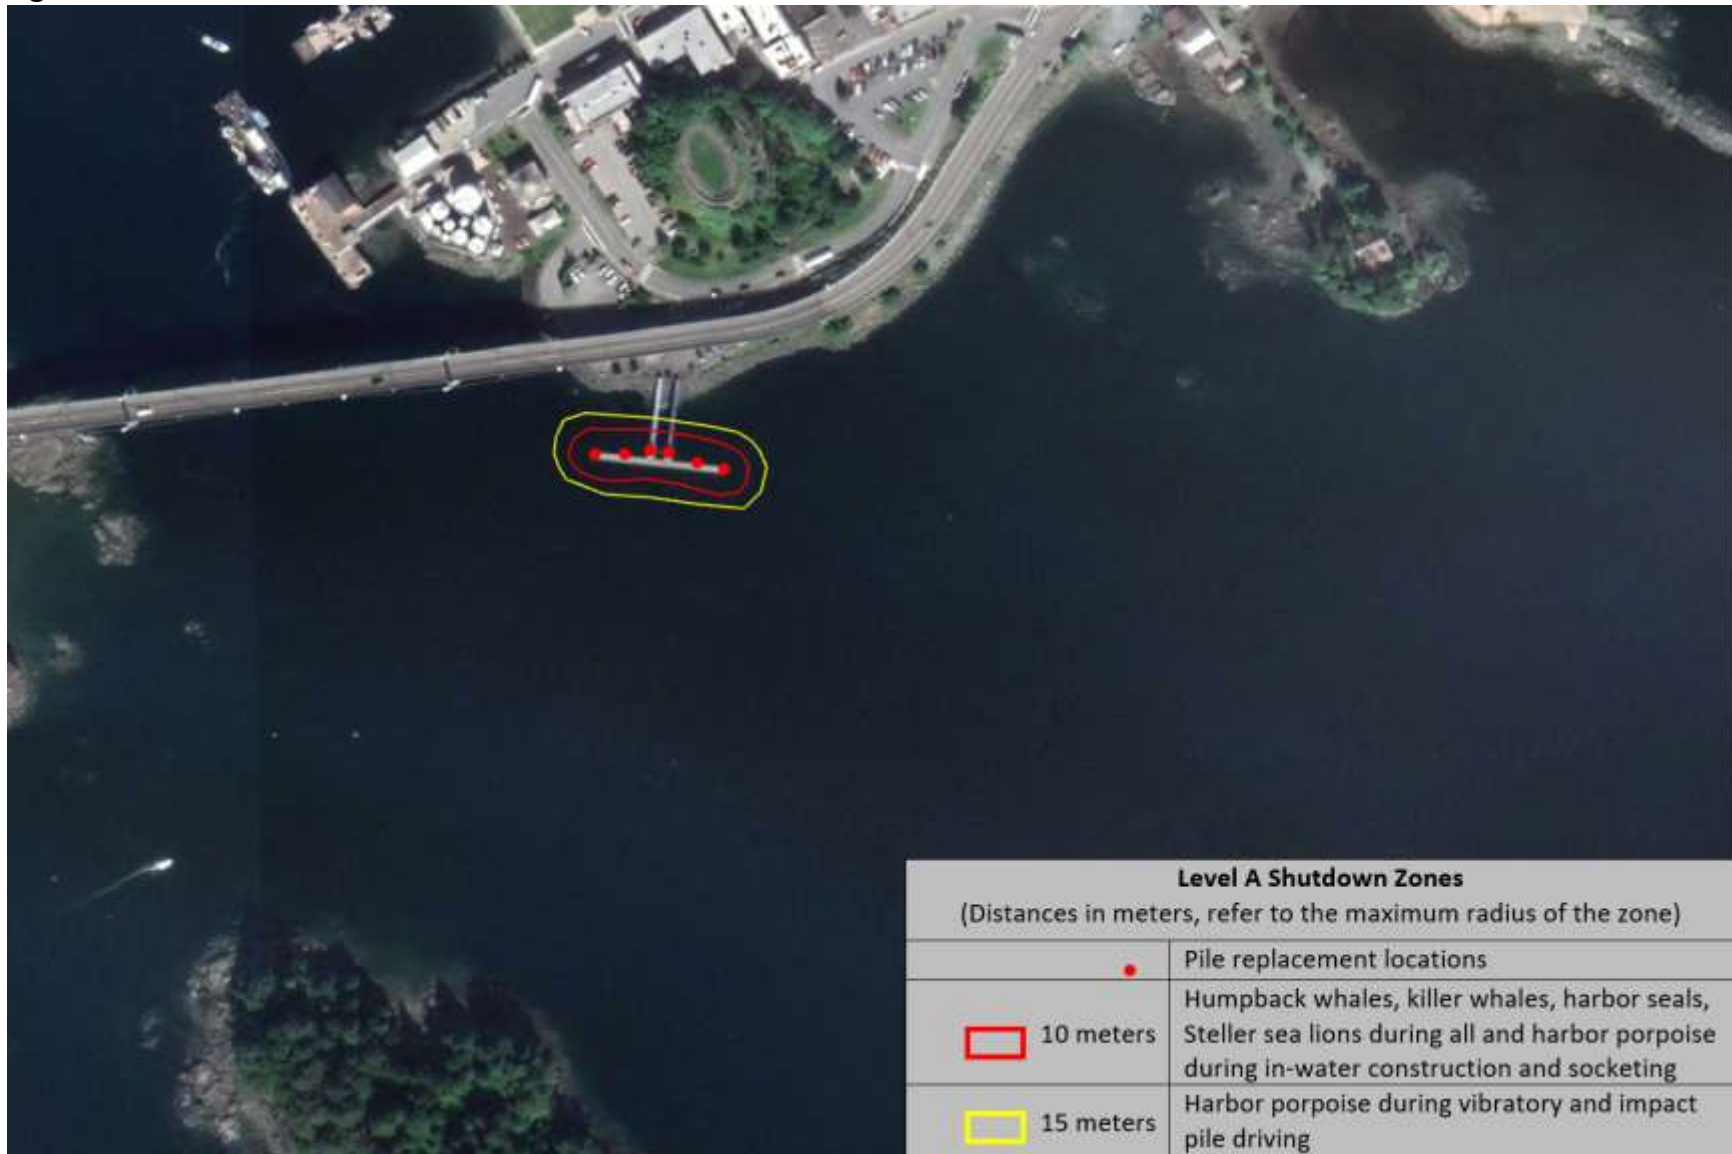 Level A Shutdown Zones
(Distances in meters, refer to the maximum radius of the zone)
Pile replacement locations
10 meters
Humpback whales, killer whales, harbor seals,
Steller sea lions during all and harbor porpoise
during in-water construction and socketing
15 meters
Harbor porpoise during vibratory and impact
pile driving